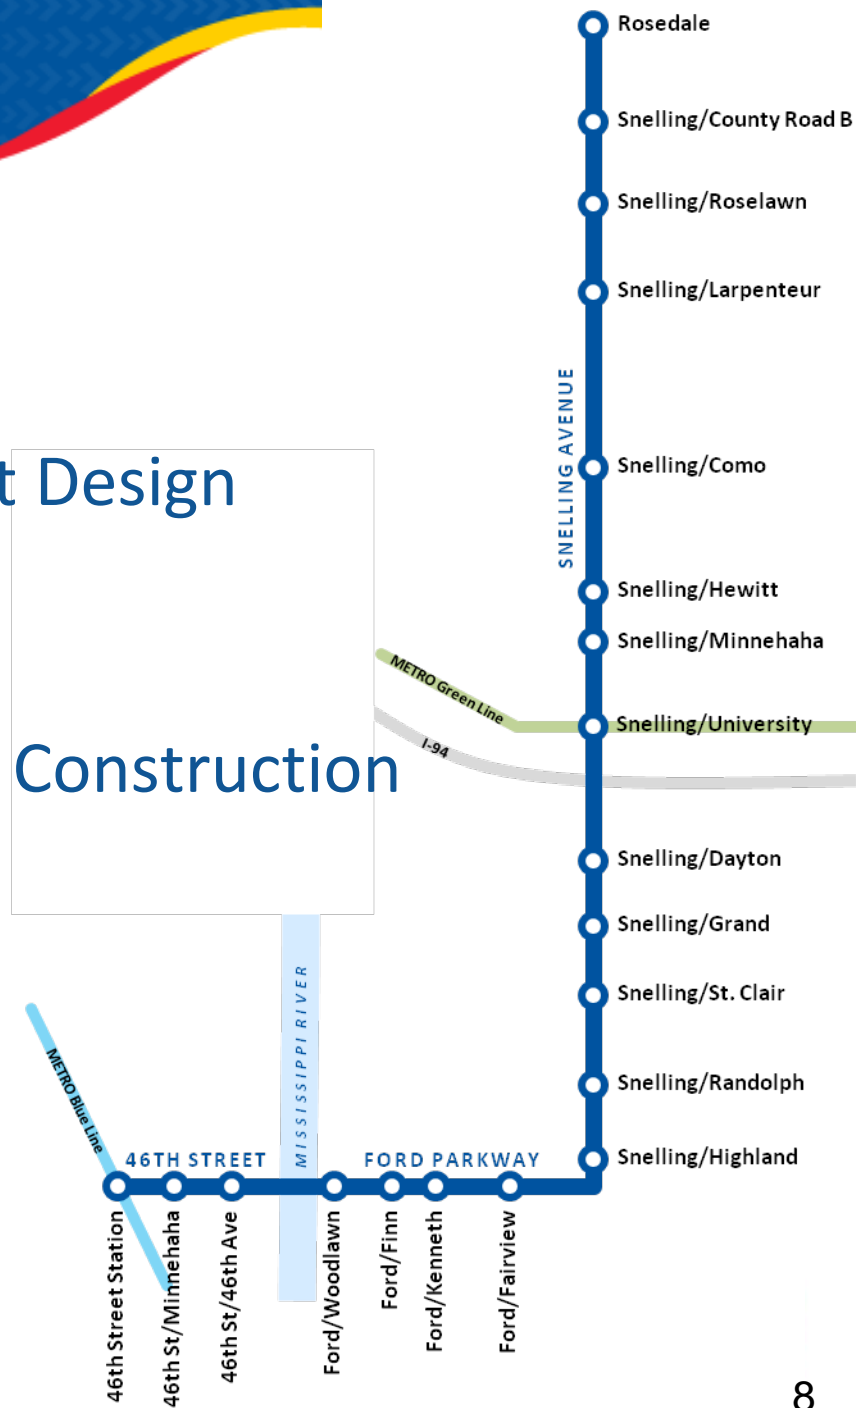 Rosedale
Snelling/County Road B
Snelling/Roselawn
Snelling/Larpenteur
SNELLING AVENUE
t Design
Snelling/Como
Snelling/Hewitt
Snelling/Minnehaha
METRO Green Line
Snelling/University
I-94
Construction
Snelling/Dayton
Snelling/Grand
Snelling/St. Clair
MISSISSIPPI RIVER
METRO Blue Line
Snelling/Randolph
46TH STREET
FORD PARKWAY
Snelling/Highland
46th Street Station
46th St/Minnehaha
46th St/46th Ave
Ford/Woodlawn
Ford/Finn
Ford/Kenneth
Ford/Fairview
8